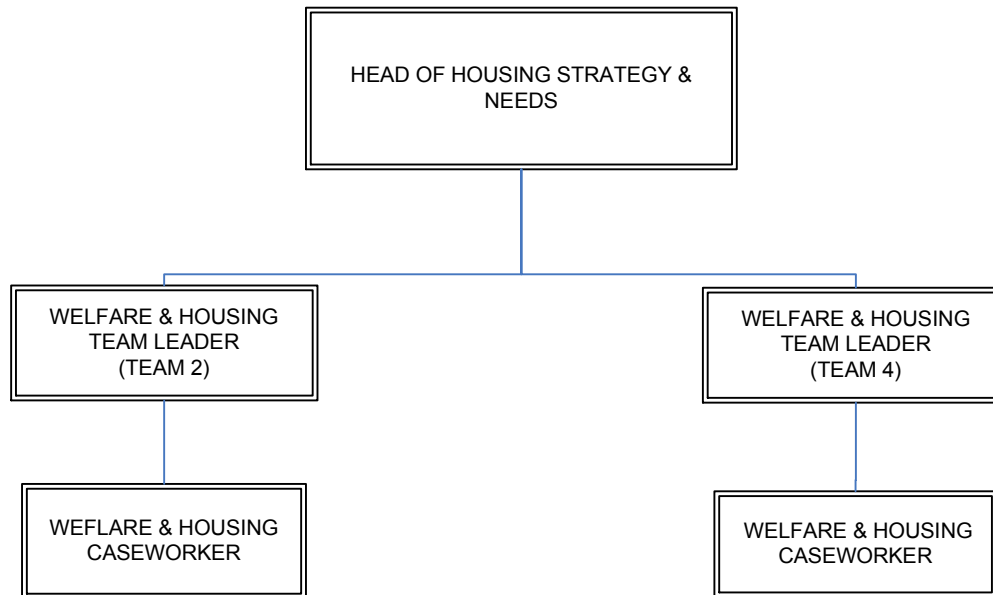 HEAD OF HOUSING STRATEGY &
NEEDS
WELFARE & HOUSING
TEAM LEADER
(TEAM 2)
WELFARE & HOUSING
TEAM LEADER
(TEAM 4)
WEFLARE & HOUSING
CASEWORKER
WELFARE & HOUSING
CASEWORKER